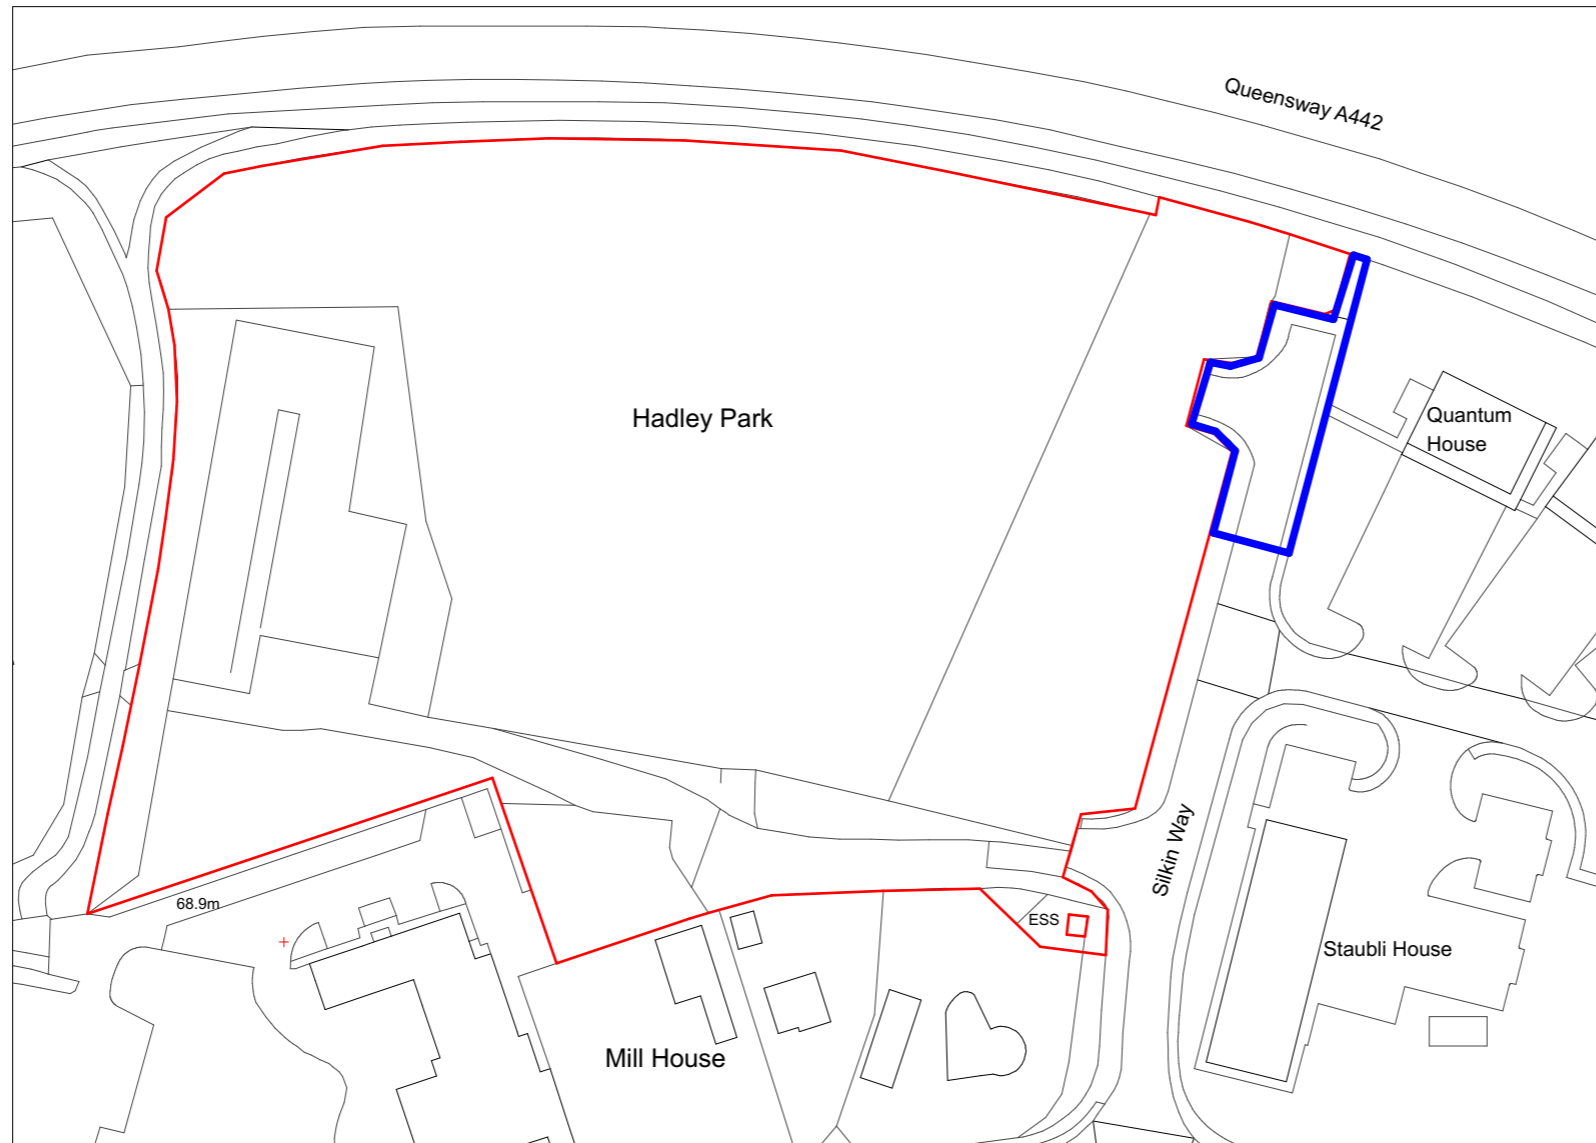 Queensway A442
Hadley Park
Quantum
House
Silkin Way
68.9m
ESS
Staubli House
Mill House